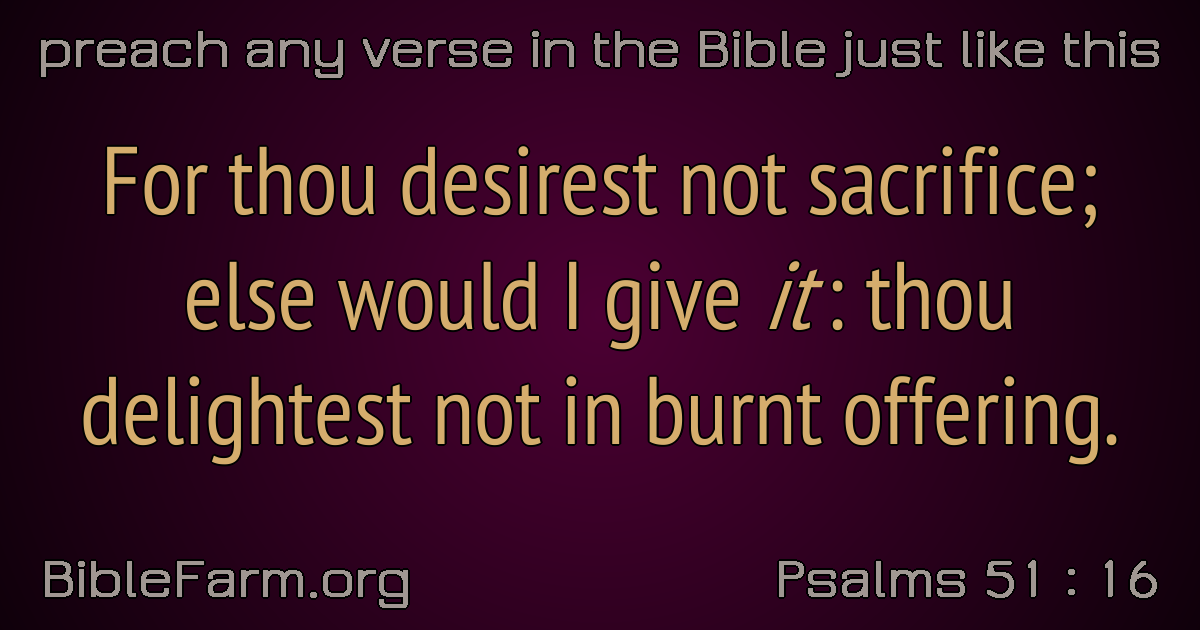 preach any verse in the Bible just like this
For thou desirest not sacrifice;
else would I give it: thou
delightest not in burnt offering.
BibleFarm.org
Psalms 51 : 16